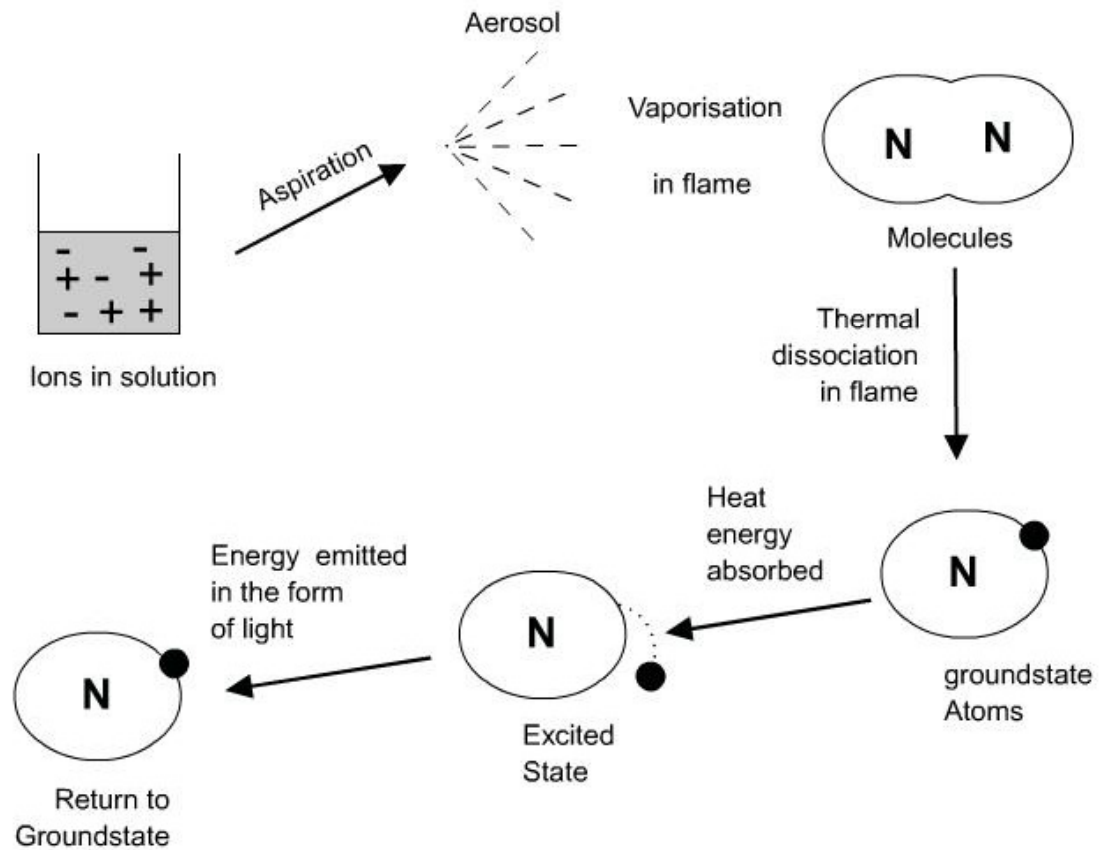 Aerosol
Aspiration
Vaporisation
in flame
N N
Molecules
- -
+ - +
- + +
Ions in solution
Thermal
dissociation
in flame
N
groundstate
Atoms
Heat
energy
absorbed
N
Excited
State
Energy emitted
in the form
of light
N
Return to
Groundstate